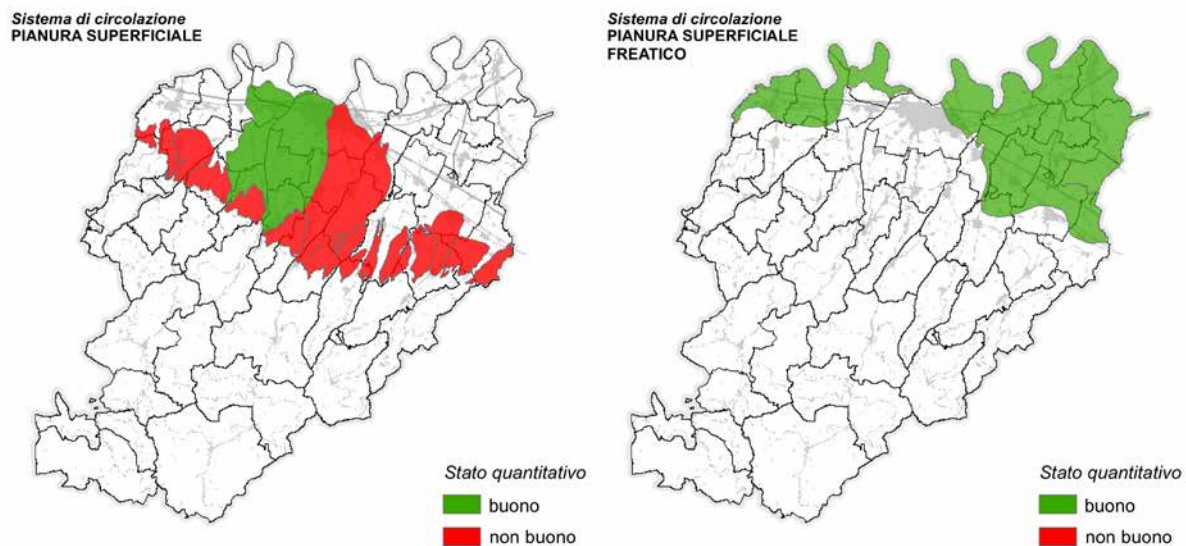 Sistema di circolazione
PIANURA SUPERFICIALE
Stato quantitativo
buono
non buono
Sistema di circolazione
PIANURA SUPERFICIALE
FREATICO
Stato quantitativo
buono
non buono